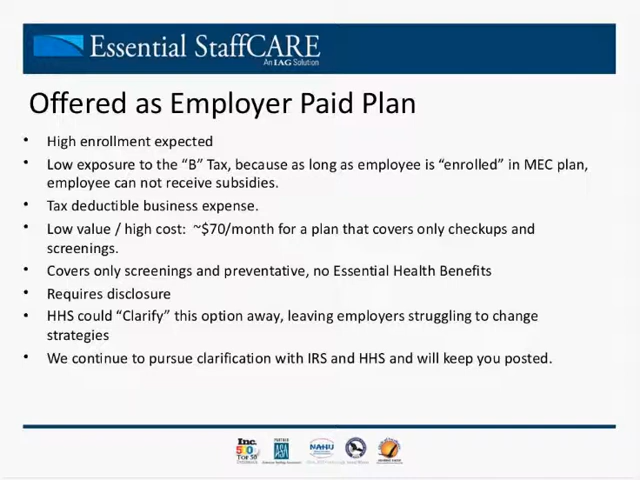 Essential StaffCARE
An IAG Solution
Offered as Employer Paid Plan
• High enrollment expected
• Low exposure to the “B” Tax, because as long as employee is “enrolled” in MEC plan,
employee can not receive subsidies.
• Tax deductible business expense.
• Low value / high cost: ~$70/month for a plan that covers only checkups and
screenings.
• Covers only screenings and preventative, no Essential Health Benefits
• Requires disclosure
• HHS could “Clarify” this option away, leaving employers struggling to change
strategies
• We continue to pursue clarification with IRS and HHS and will keep you posted.
Inc.
PARTNER
ASA
NAHU